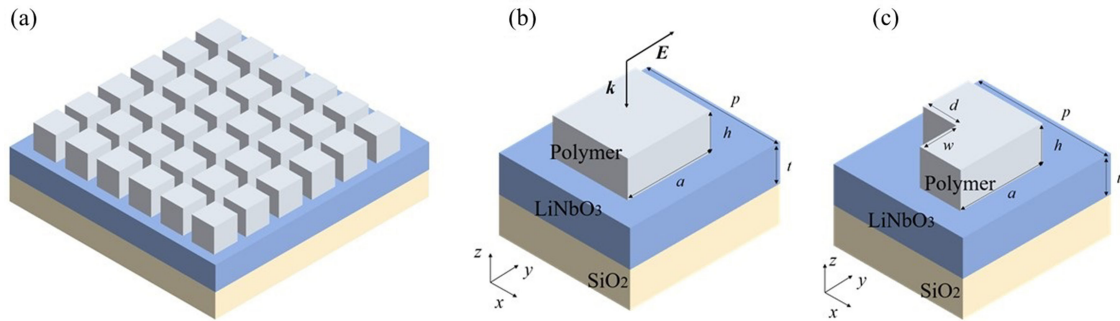 (a)
(b)
E
k
p
h
Polymer
a
t
LiNbO3
SiO2
z
y
x
(c)
p
d
w
h
Polymer
a
t
LiNbO3
SiO2
z
y
x